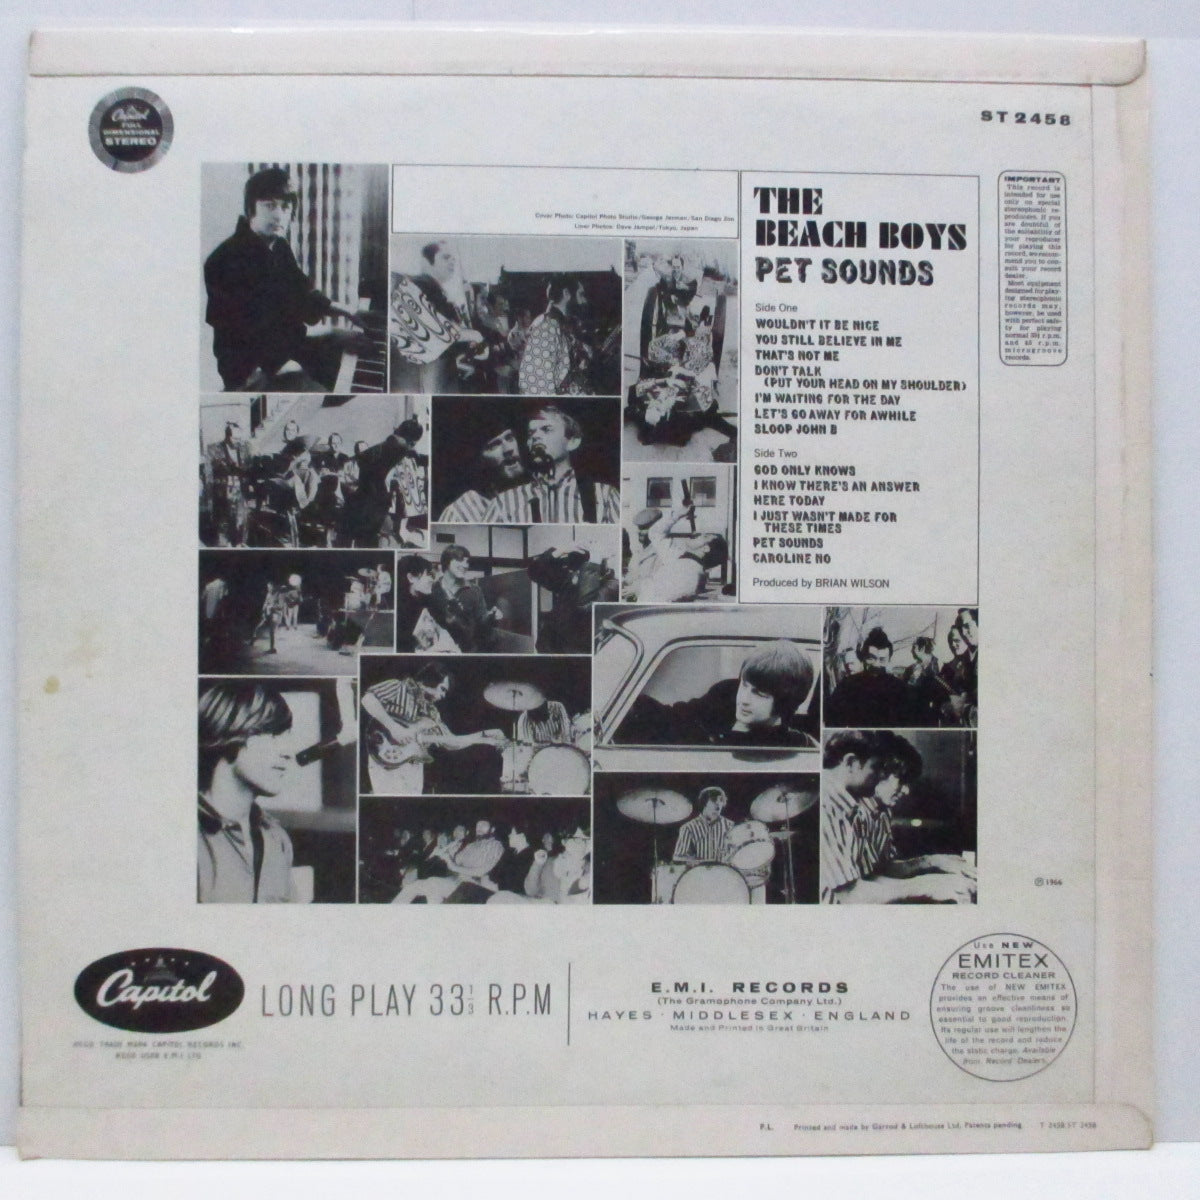 Capitol
FULL
DIMENSIONAL
STEREO
ST 2458
Cover Photo: Capitol Photo Studio/George Jerman/San Diego Zoo
Liner Photos: Dave Jampel/Tokyo, Japan
THE
BEACH BOYS
PET SOUNDS
Side One
WOULDN'T IT BE NICE
YOU STILL BELIEVE IN ME
THAT'S NOT ME
DON'T TALK
(PUT YOUR HEAD ON MY SHOULDER)
I'M WAITING FOR THE DAY
LET'S GO AWAY FOR AWHILE
SLOOP JOHN B
Side Two
GOD ONLY KNOWS
I KNOW THERE'S AN ANSWER
HERE TODAY
I JUST WASN'T MADE FOR
THESE TIMES
PET SOUNDS
CAROLINE NO
Produced by BRIAN WILSON
IMPORTANT
This record is
intended for use
only on special
stereophonic re-
producers. If you
are doubtful of
the suitability of
your reproducer
for playing this
record, we recom-
mend you to con-
sult your record
dealer.
Most equipment
designed for play-
ing stereophonic
records may,
however, be used
with perfect safe-
ty for playing
normal 33⅓ r.p.m.
and 45 r.p.m.
microgroove
records.
℗ 1966
Capitol
REGD TRADE MARK CAPITOL RECORDS INC.
REGD USER E.M.I. LTD
LONG PLAY 33⅓ R.P.M
E.M.I. RECORDS
(The Gramophone Company Ltd.)
HAYES · MIDDLESEX · ENGLAND
Made and Printed in Great Britain
Use NEW
EMITEX
RECORD CLEANER
The use of NEW EMITEX
provides an effective means of
ensuring groove cleanliness so
essential to good reproduction.
Its regular use will lengthen the
life of the record and reduce
the static charge. Available
from Record Dealers.
P.L. Printed and made by Garrod & Lofthouse Ltd. Patents pending. T 2458 ST 2458